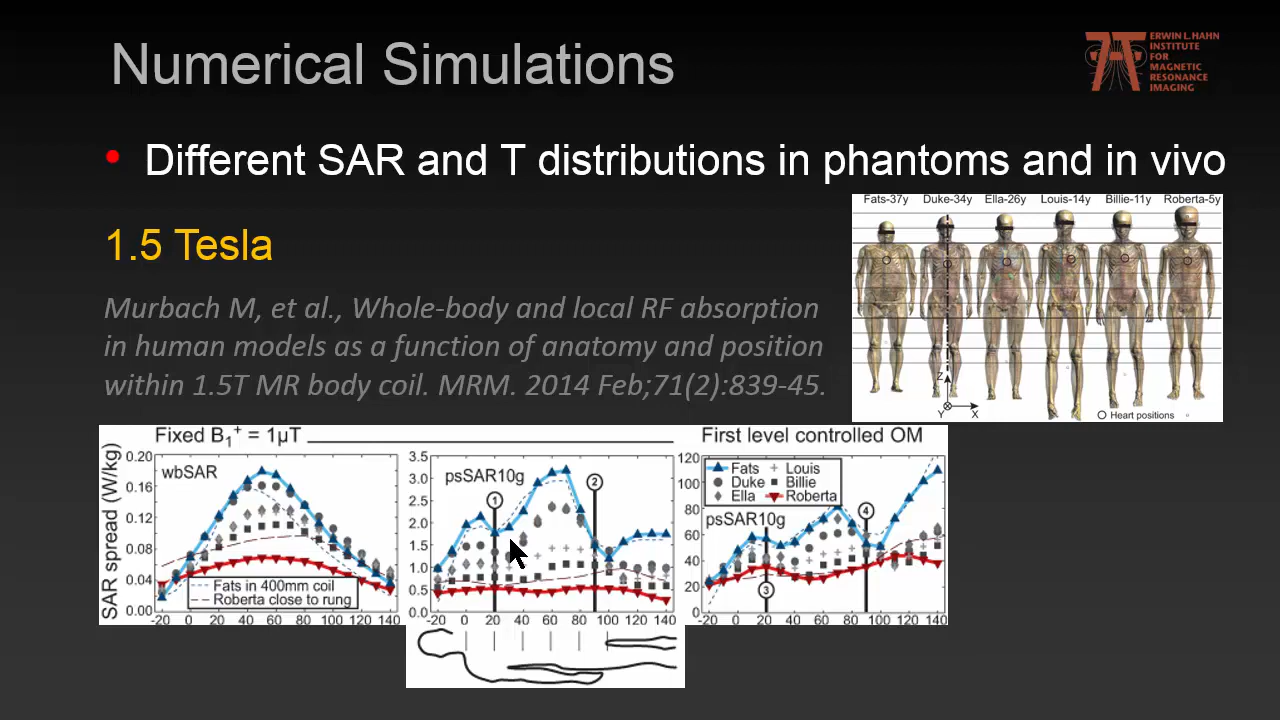 Numerical Simulations
ERWIN L. HAHN
INSTITUTE
FOR
MAGNETIC
RESONANCE
IMAGING
• Different SAR and T distributions in phantoms and in vivo
1.5 Tesla
Murbach M, et al., Whole-body and local RF absorption
in human models as a function of anatomy and position
within 1.5T MR body coil. MRM. 2014 Feb;71(2):839-45.
Fats-37y Duke-34y Ella-26y Louis-14y Billie-11y Roberta-5y
Z
Y X
Heart positions
Fixed B₁⁺ = 1µT
First level controlled OM
SAR spread (W/kg)
wbSAR
0.20
0.16
0.12
0.08
0.04
0.00
Fats in 400mm coil
Roberta close to rung
-20 0 20 40 60 80 100 120 140
psSAR10g
3.5
3.0
2.5
2.0
1.5
1.0
0.5
0.0
1
2
-20 0 20 40 60 80 100 120 140
120
100
80
60
40
20
0
Fats Louis
Duke Billie
Ella Roberta
psSAR10g
4
3
-20 0 20 40 60 80 100 120 140